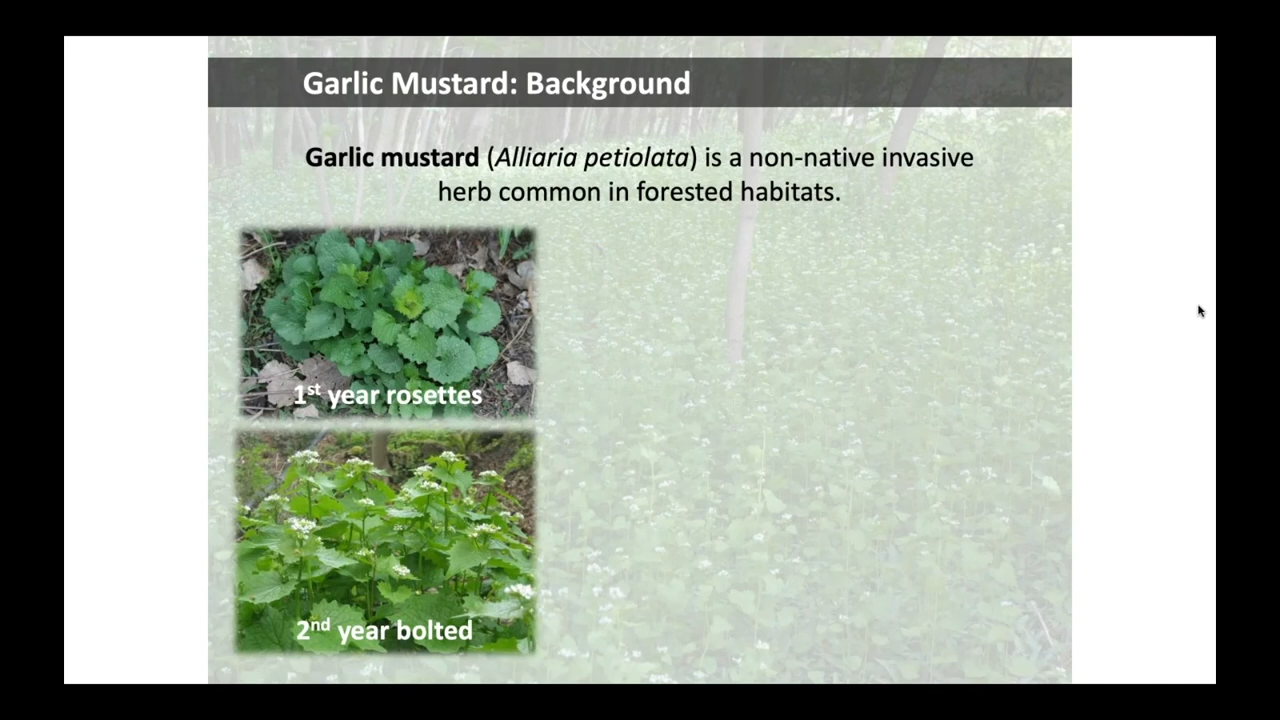 Garlic Mustard: Background
Garlic mustard (Alliaria petiolata) is a non-native invasive
herb common in forested habitats.
1st year rosettes
2nd year bolted